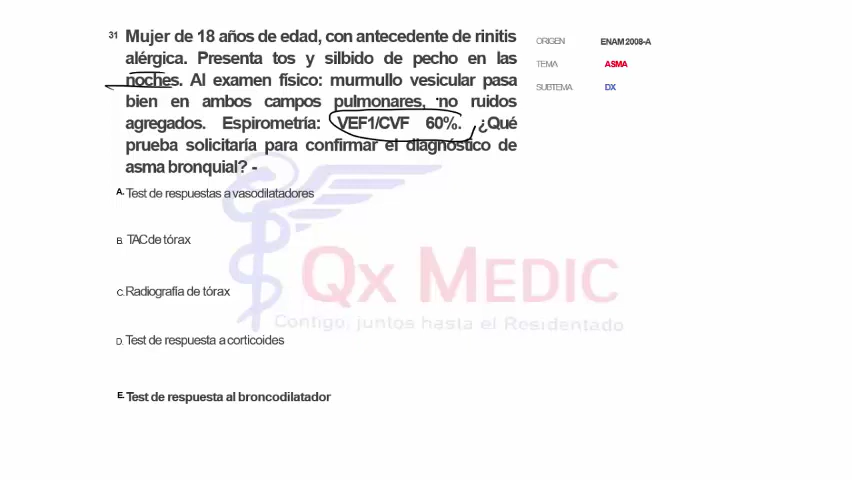 31 Mujer de 18 años de edad, con antecedente de rinitis
alérgica. Presenta tos y silbido de pecho en las
noches. Al examen físico: murmullo vesicular pasa
bien en ambos campos pulmonares, no ruidos
agregados. Espirometría: VEF1/CVF 60%. ¿Qué
prueba solicitaría para confirmar el diagnóstico de
asma bronquial? -
A. Test de respuestas a vasodilatadores
B. TAC de tórax
C. Radiografía de tórax
D. Test de respuesta a corticoides
E. Test de respuesta al broncodilatador
ORIGEN ENAM 2008-A
TEMA ASMA
SUBTEMA DX
Qx MEDIC
Contigo, juntos hasta el Residentado